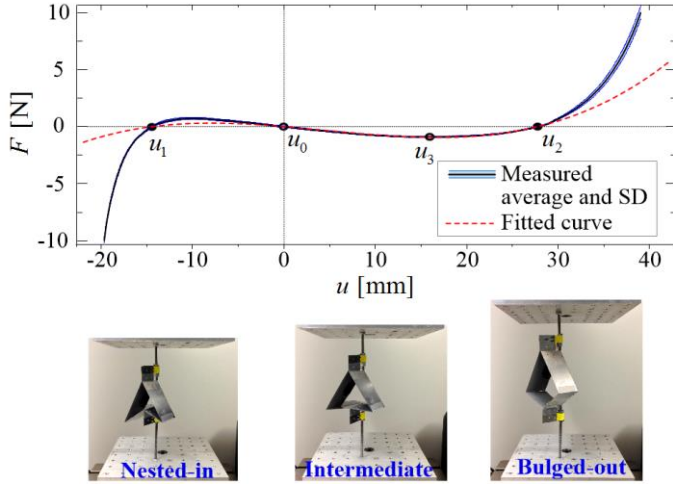 10
5
0
-5
-10
F [N]
u₁
u₀
u₃
u₂
Measured
average and SD
Fitted curve
-20 -10 0 10 20 30 40
u [mm]
Nested-in Intermediate Bulged-out